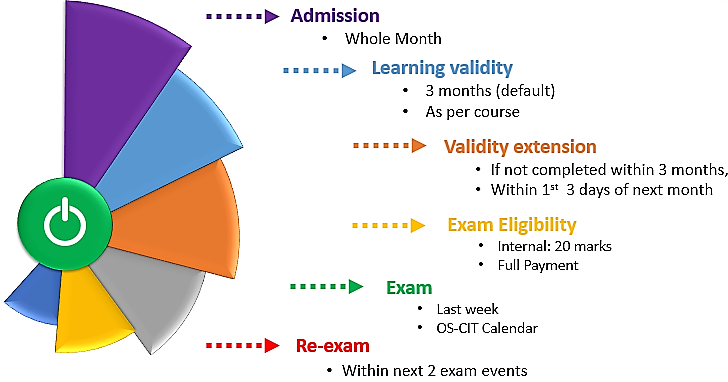 Admission
• Whole Month
Learning validity
• 3 months (default)
• As per course
Validity extension
• If not completed within 3 months,
• Within 1st 3 days of next month
Exam Eligibility
• Internal: 20 marks
• Full Payment
Exam
• Last week
• OS-CIT Calendar
Re-exam
• Within next 2 exam events